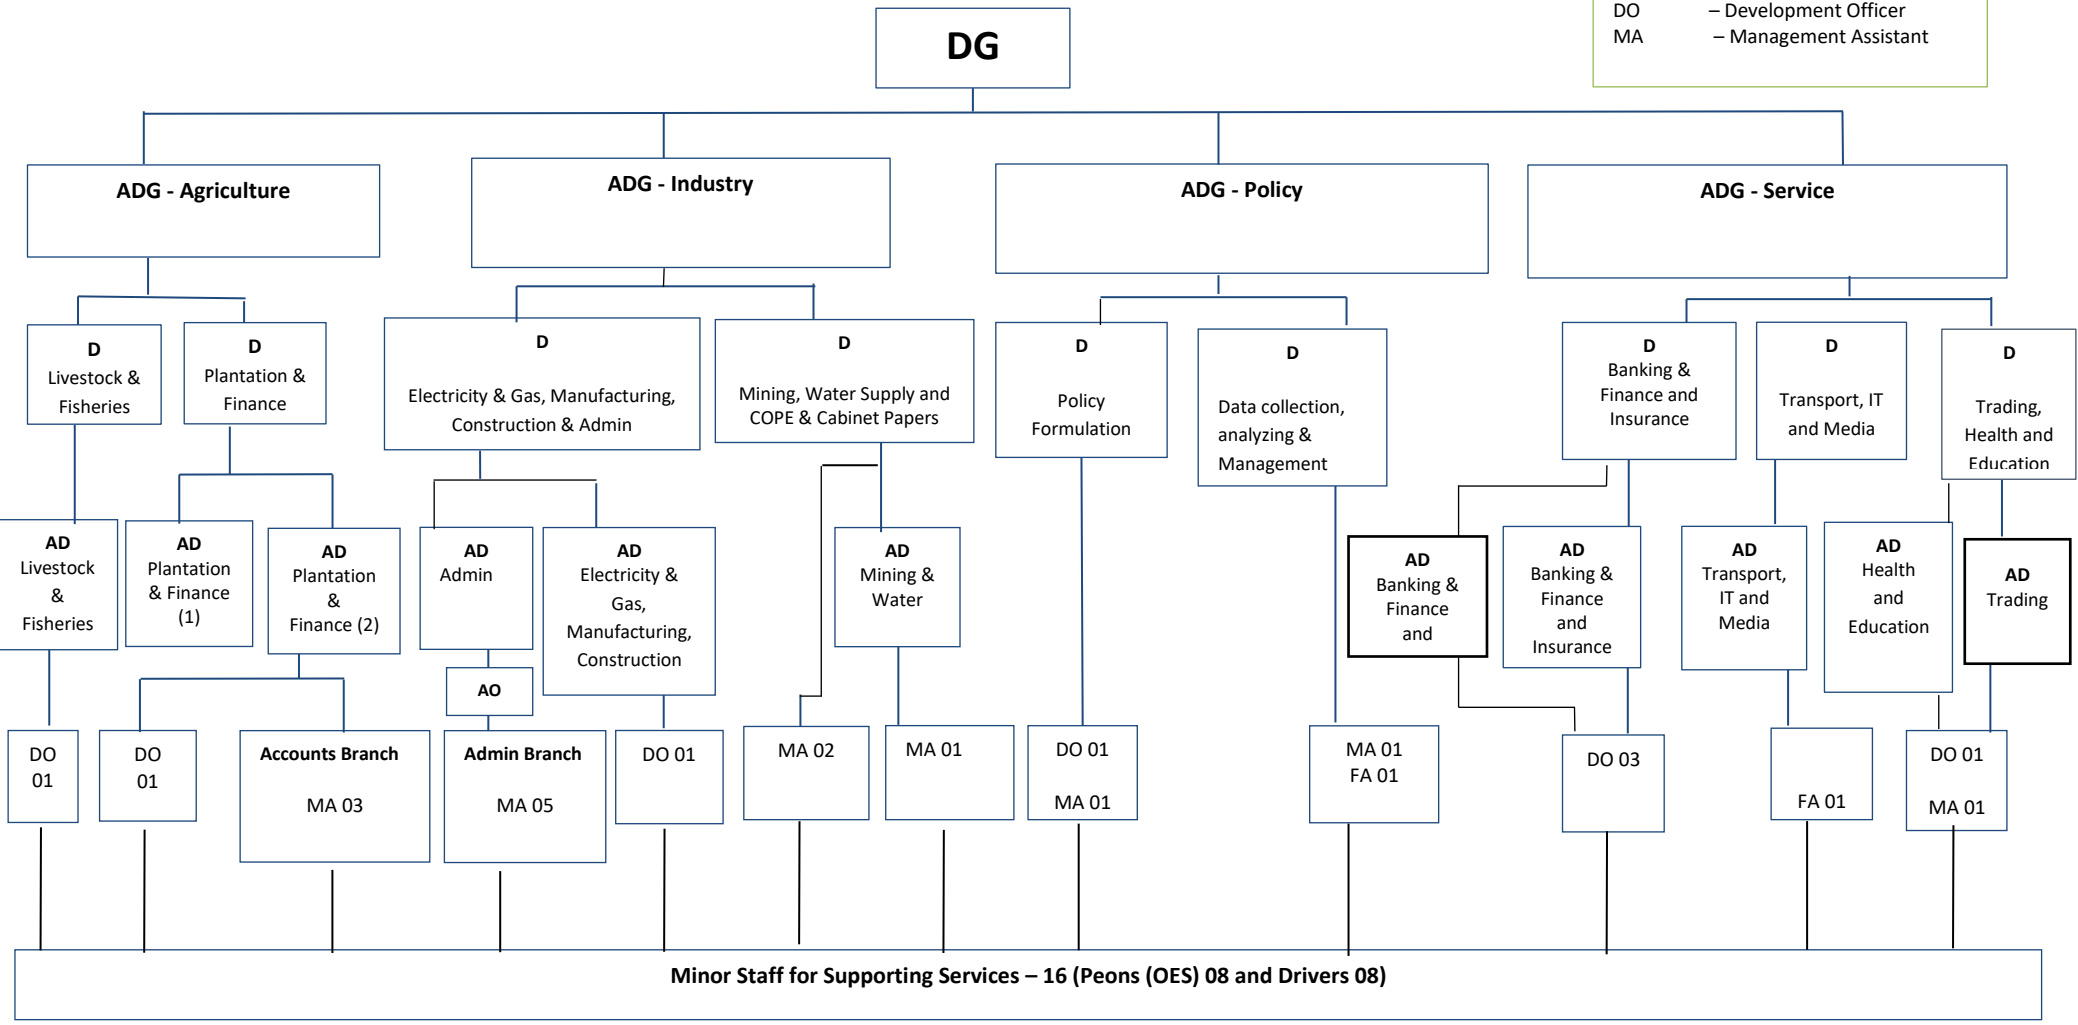 DO – Development Officer
MA – Management Assistant
DG
ADG - Agriculture
ADG - Industry
ADG - Policy
ADG - Service
D
Livestock &
Fisheries
D
Plantation &
Finance
D
Electricity & Gas, Manufacturing,
Construction & Admin
D
Mining, Water Supply and
COPE & Cabinet Papers
D
Policy
Formulation
D
Data collection,
analyzing &
Management
D
Banking &
Finance and
Insurance
D
Transport, IT
and Media
D
Trading,
Health and
Education
AD
Livestock
&
Fisheries
AD
Plantation
& Finance
(1)
AD
Plantation
&
Finance (2)
AD
Admin
AD
Electricity &
Gas,
Manufacturing,
Construction
AD
Mining &
Water
AD
Banking &
Finance
and
AD
Banking &
Finance
and
Insurance
AD
Transport,
IT and
Media
AD
Health
and
Education
AD
Trading
AO
DO
01
DO
01
Accounts Branch
MA 03
Admin Branch
MA 05
DO 01
MA 02
MA 01
DO 01
MA 01
MA 01
FA 01
DO 03
FA 01
DO 01
MA 01
Minor Staff for Supporting Services – 16 (Peons (OES) 08 and Drivers 08)